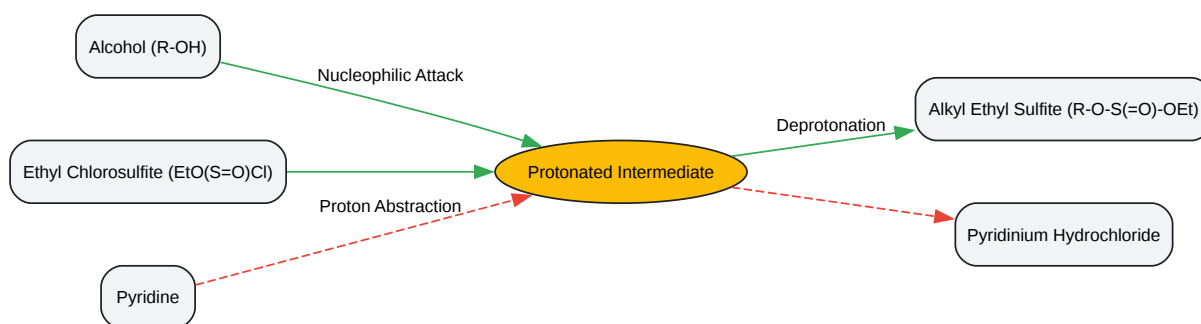 Alcohol (R-OH)
Nucleophilic Attack
Ethyl Chlorosulfite (EtO(S=O)Cl)
Proton Abstraction
Pyridine
Protonated Intermediate
Deprotonation
Alkyl Ethyl Sulfite (R-O-S(=O)-OEt)
Pyridinium Hydrochloride